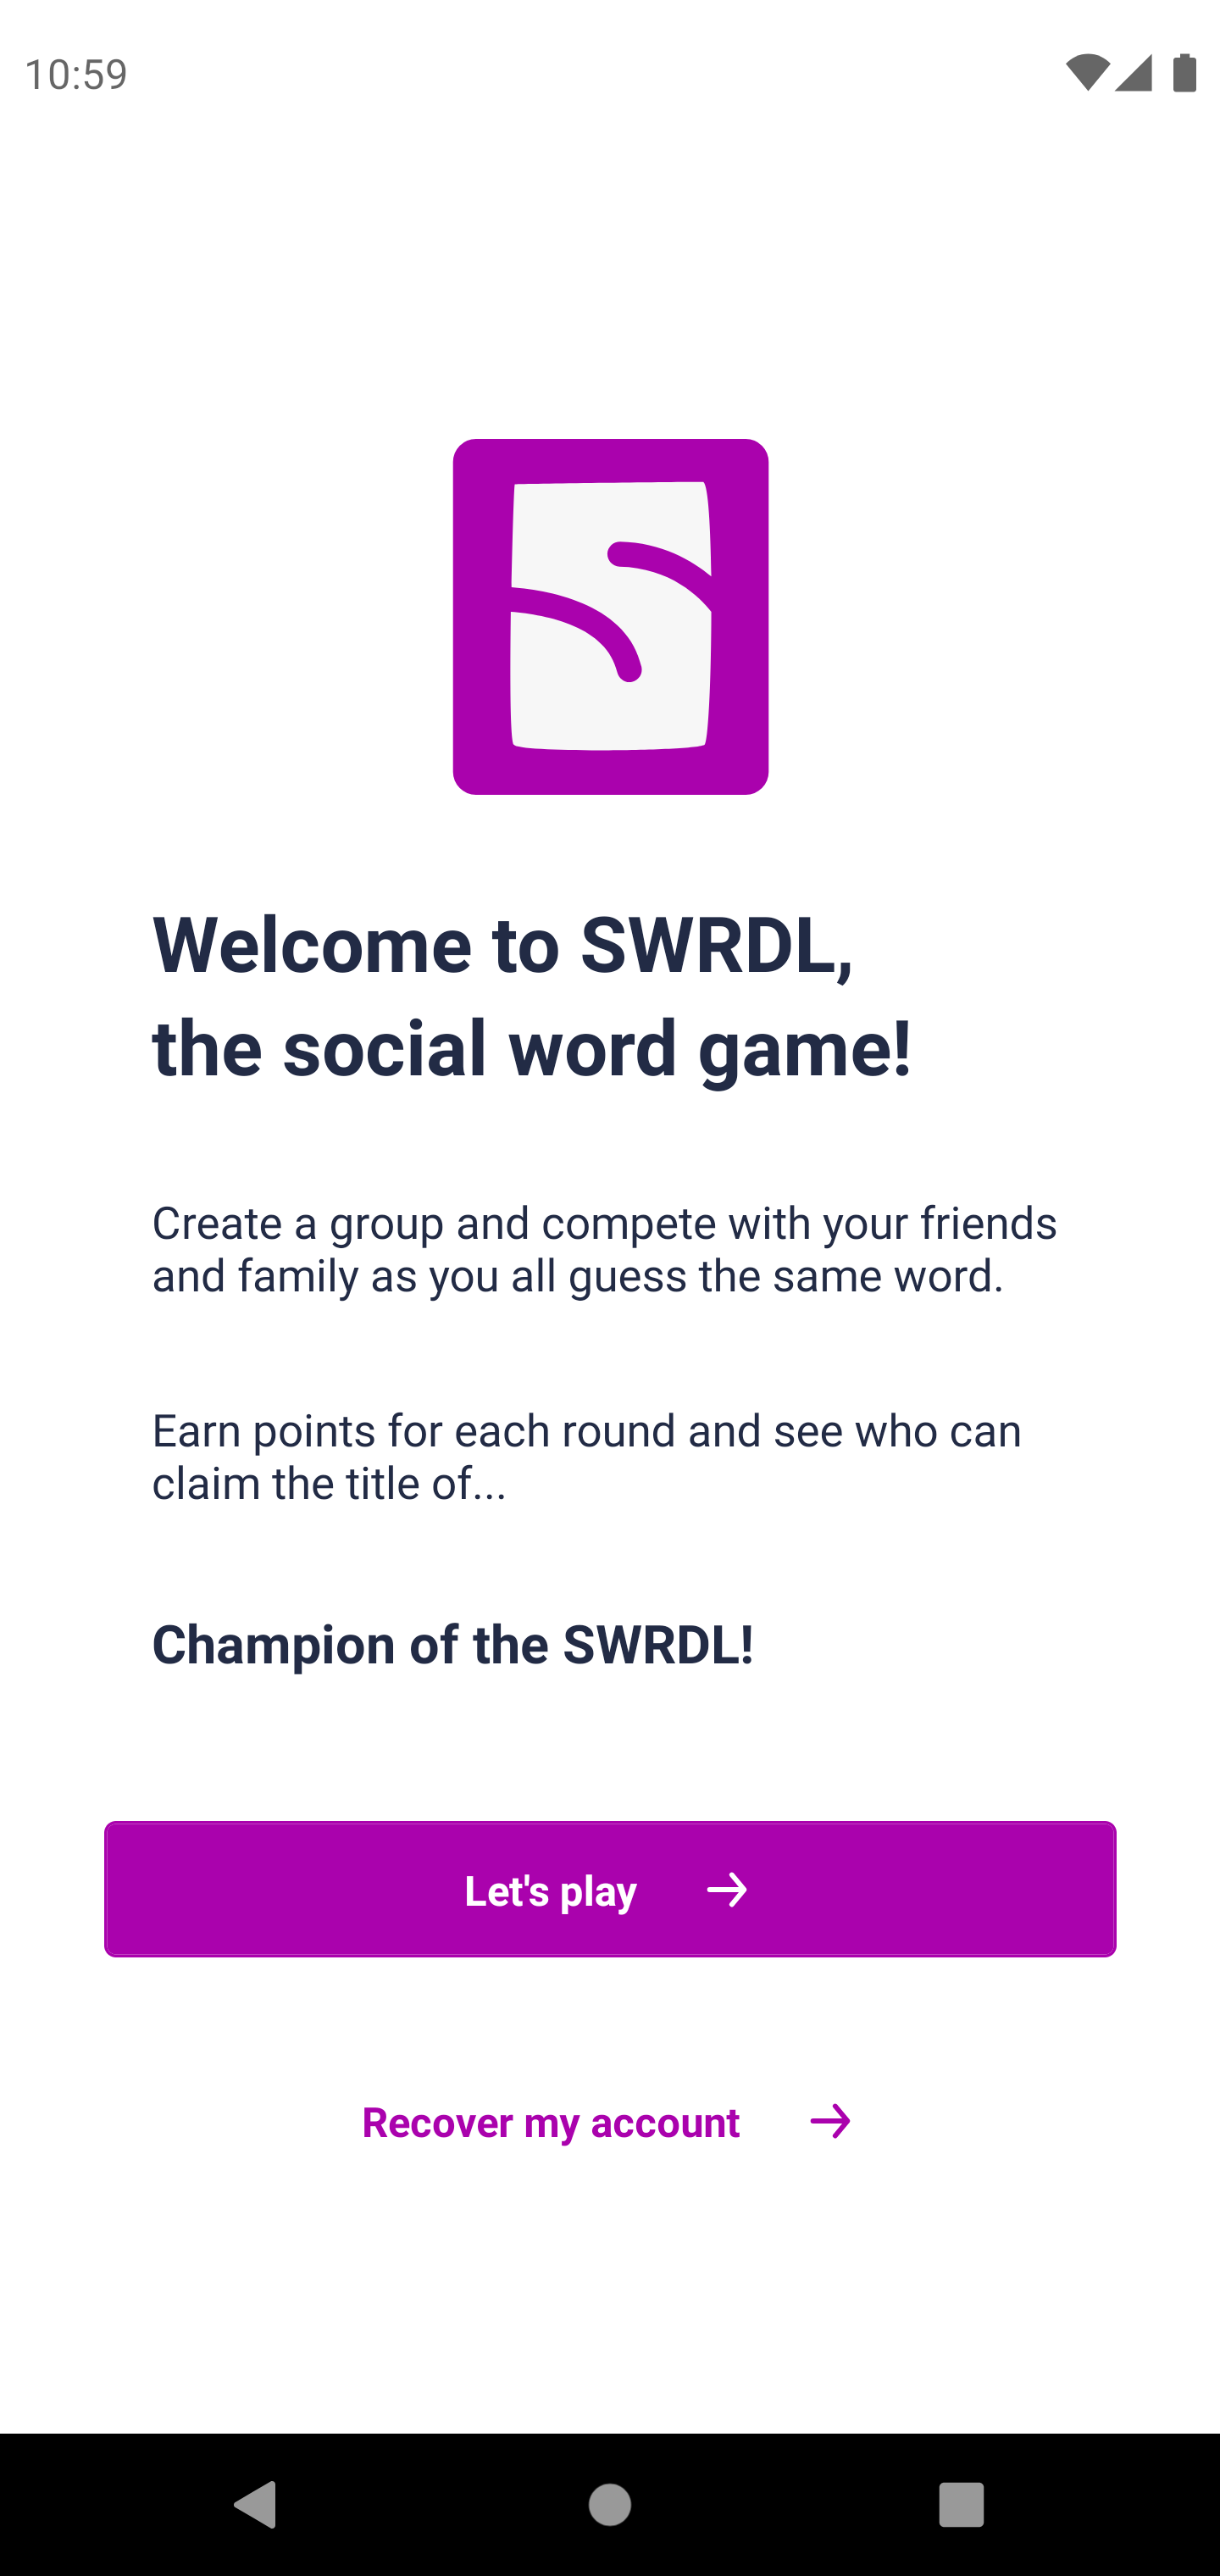 10:59
Welcome to SWRDL,
the social word game!
Create a group and compete with your friends
and family as you all guess the same word.
Earn points for each round and see who can
claim the title of...
Champion of the SWRDL!
Let's play
Recover my account